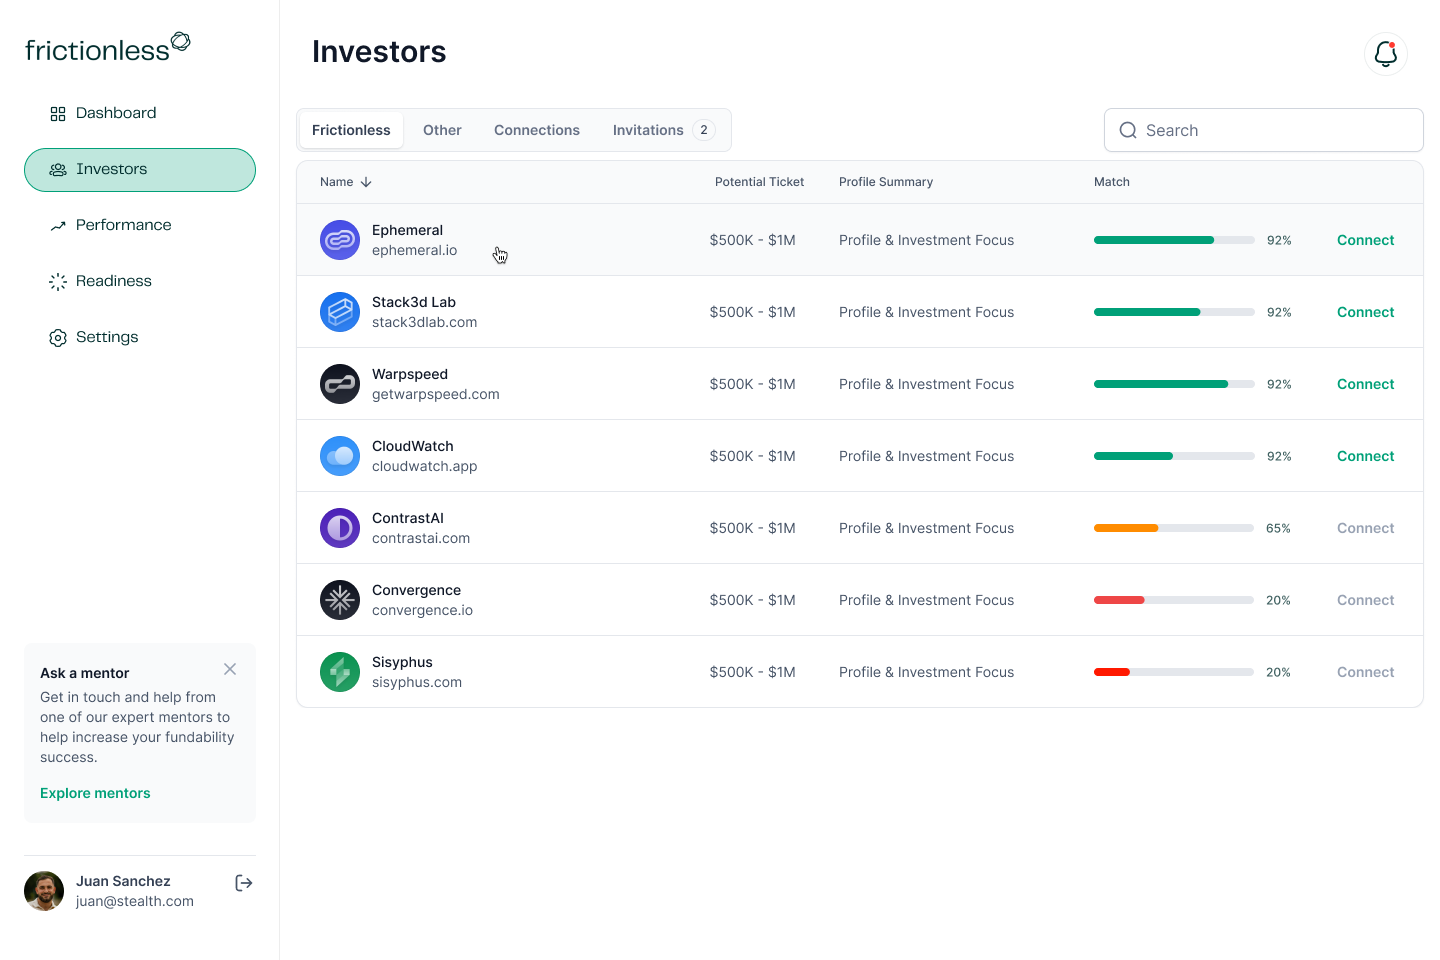 frictionless
Dashboard
Investors
Performance
Readiness
Settings
Ask a mentor
Get in touch and help from
one of our expert mentors to
help increase your fundability
success.
Explore mentors
Juan Sanchez
juan@stealth.com
Investors
Frictionless Other Connections Invitations 2
Search
Name Potential Ticket Profile Summary Match
Ephemeral
ephemeral.io
$500K - $1M Profile & Investment Focus 92% Connect
Stack3d Lab
stack3dlab.com
$500K - $1M Profile & Investment Focus 92% Connect
Warpspeed
getwarpspeed.com
$500K - $1M Profile & Investment Focus 92% Connect
CloudWatch
cloudwatch.app
$500K - $1M Profile & Investment Focus 92% Connect
ContrastAI
contrastai.com
$500K - $1M Profile & Investment Focus 65% Connect
Convergence
convergence.io
$500K - $1M Profile & Investment Focus 20% Connect
Sisyphus
sisyphus.com
$500K - $1M Profile & Investment Focus 20% Connect